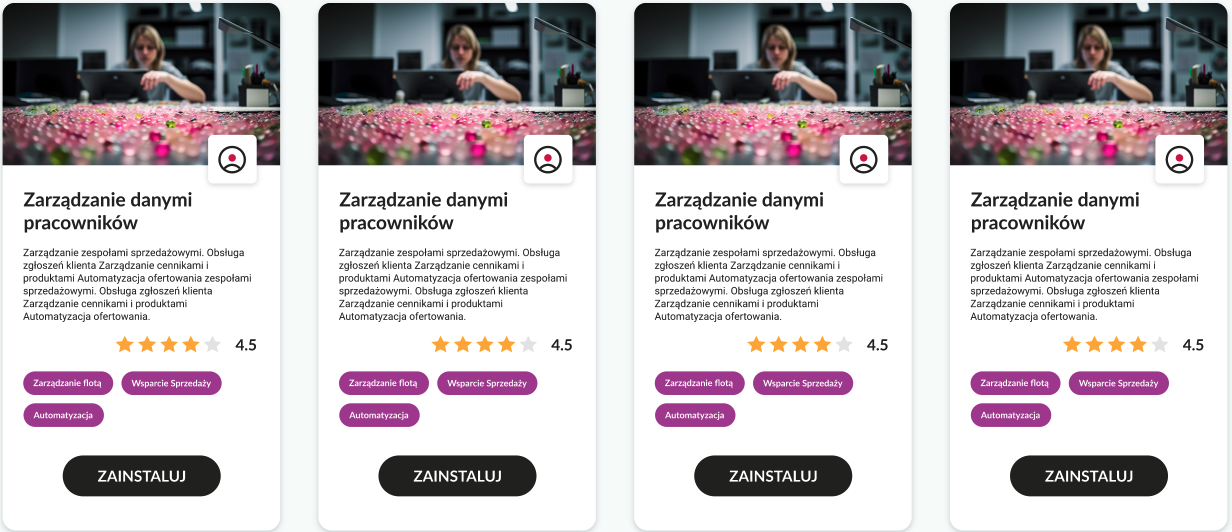 Zarządzanie danymi
pracowników
Zarządzanie zespołami sprzedażowymi. Obsługa
zgłoszeń klienta Zarządzanie cennikami i
produktami Automatyzacja ofertowania zespołami
sprzedażowymi. Obsługa zgłoszeń klienta
Zarządzanie cennikami i produktami
Automatyzacja ofertowania.
4.5
Zarządzanie flotą
Wsparcie Sprzedaży
Automatyzacja
ZAINSTALUJ
Zarządzanie danymi
pracowników
Zarządzanie zespołami sprzedażowymi. Obsługa
zgłoszeń klienta Zarządzanie cennikami i
produktami Automatyzacja ofertowania zespołami
sprzedażowymi. Obsługa zgłoszeń klienta
Zarządzanie cennikami i produktami
Automatyzacja ofertowania.
4.5
Zarządzanie flotą
Wsparcie Sprzedaży
Automatyzacja
ZAINSTALUJ
Zarządzanie danymi
pracowników
Zarządzanie zespołami sprzedażowymi. Obsługa
zgłoszeń klienta Zarządzanie cennikami i
produktami Automatyzacja ofertowania zespołami
sprzedażowymi. Obsługa zgłoszeń klienta
Zarządzanie cennikami i produktami
Automatyzacja ofertowania.
4.5
Zarządzanie flotą
Wsparcie Sprzedaży
Automatyzacja
ZAINSTALUJ
Zarządzanie danymi
pracowników
Zarządzanie zespołami sprzedażowymi. Obsługa
zgłoszeń klienta Zarządzanie cennikami i
produktami Automatyzacja ofertowania zespołami
sprzedażowymi. Obsługa zgłoszeń klienta
Zarządzanie cennikami i produktami
Automatyzacja ofertowania.
4.5
Zarządzanie flotą
Wsparcie Sprzedaży
Automatyzacja
ZAINSTALUJ